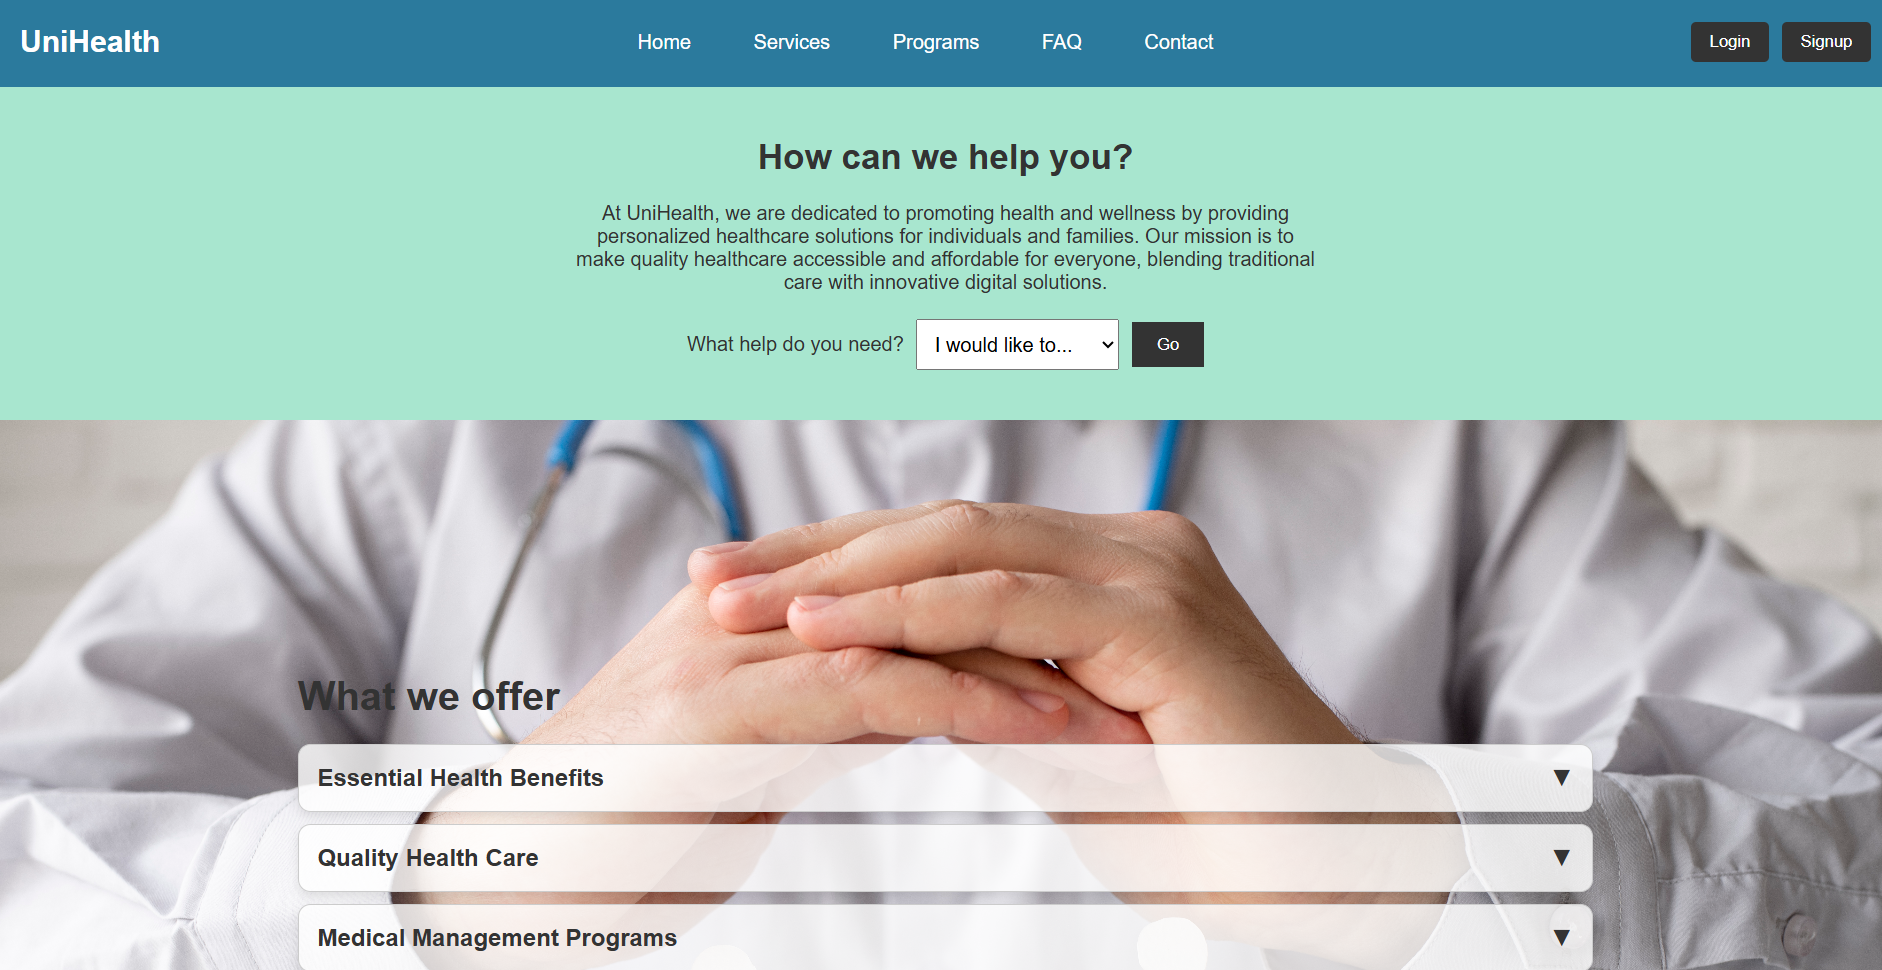 UniHealth
Home Services Programs FAQ Contact
Login Signup
How can we help you?
At UniHealth, we are dedicated to promoting health and wellness by providing
personalized healthcare solutions for individuals and families. Our mission is to
make quality healthcare accessible and affordable for everyone, blending traditional
care with innovative digital solutions.
What help do you need? I would like to... Go
What we offer
Essential Health Benefits ▼
Quality Health Care ▼
Medical Management Programs ▼